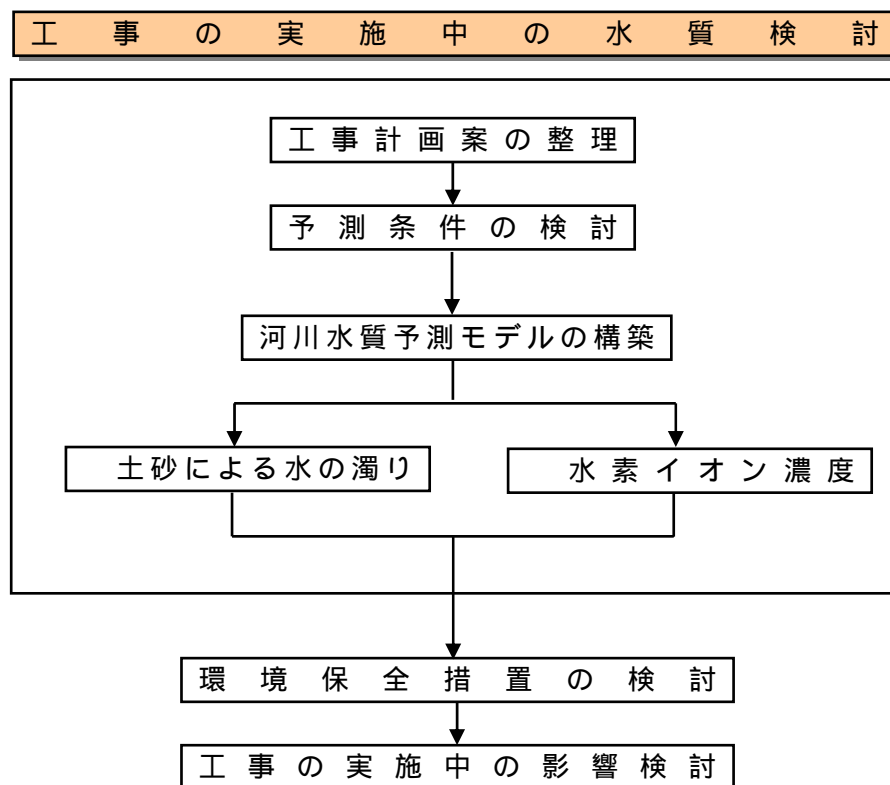 工事の実施中の水質検討
工事計画案の整理
予測条件の検討
河川水質予測モデルの構築
土砂による水の濁り
水素イオン濃度
環境保全措置の検討
工事の実施中の影響検討